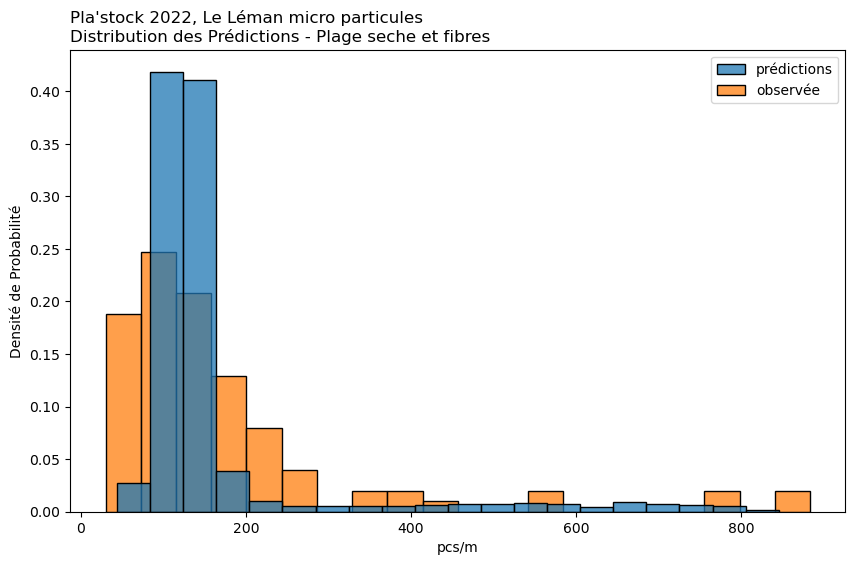 Pla'stock 2022, Le Léman micro particules
Distribution des Prédictions - Plage seche et fibres
prédictions
observée
Densité de Probabilité
0.40
0.35
0.30
0.25
0.20
0.15
0.10
0.05
0.00
0
200
400
600
800
pcs/m